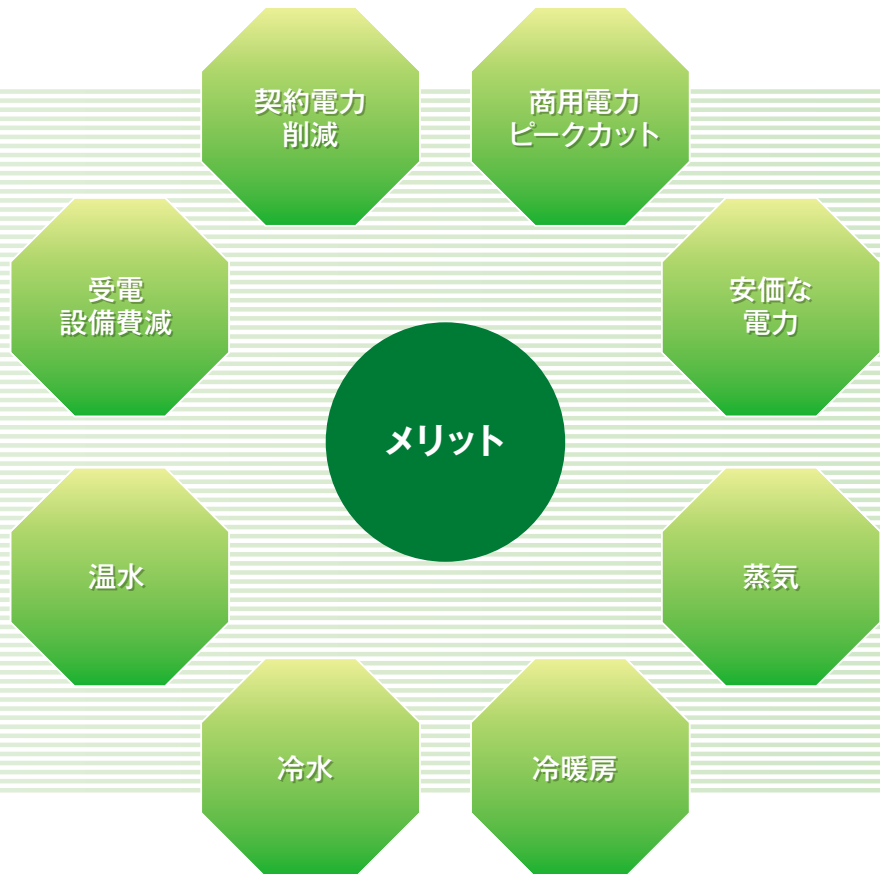 契約電力
削減
商用電力
ピークカット
受電
設備費減
安価な
電力
メリット
温水
蒸気
冷水
冷暖房